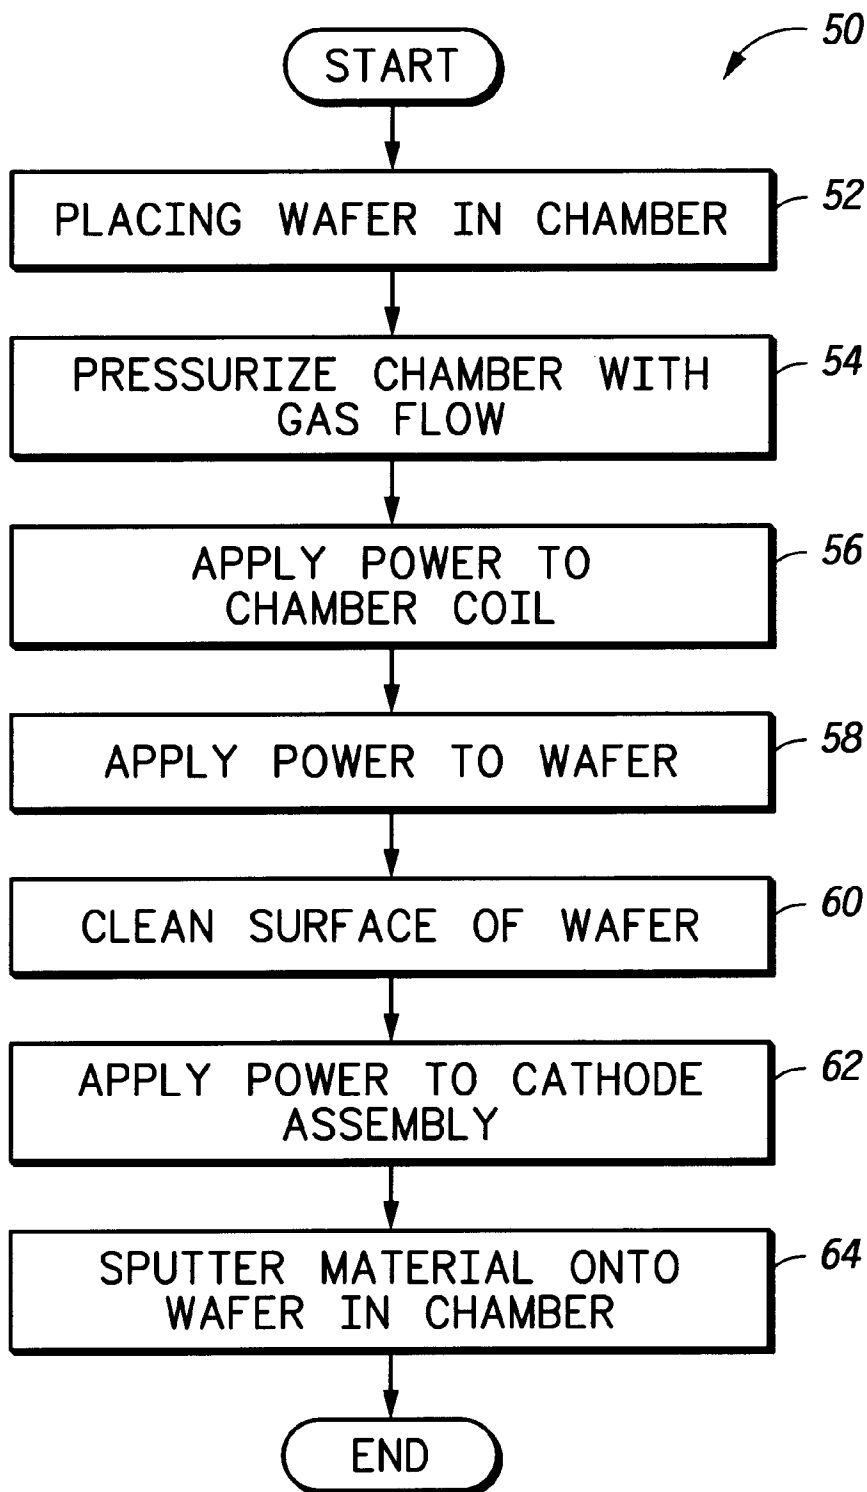 50
START
PLACING WAFER IN CHAMBER
52
PRESSURIZE CHAMBER WITH
GAS FLOW
54
APPLY POWER TO
CHAMBER COIL
56
APPLY POWER TO WAFER
58
CLEAN SURFACE OF WAFER
60
APPLY POWER TO CATHODE
ASSEMBLY
62
SPUTTER MATERIAL ONTO
WAFER IN CHAMBER
64
END